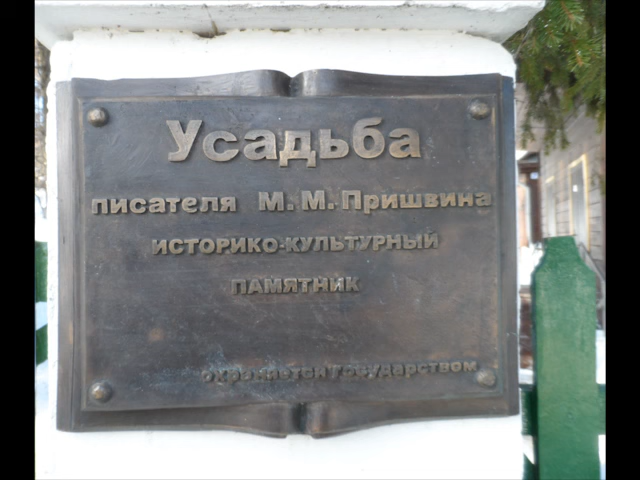 Усадьба
писателя М. М. Пришвина
ИСТОРИКО-КУЛЬТУРНЫЙ
ПАМЯТНИК
охраняется Государством